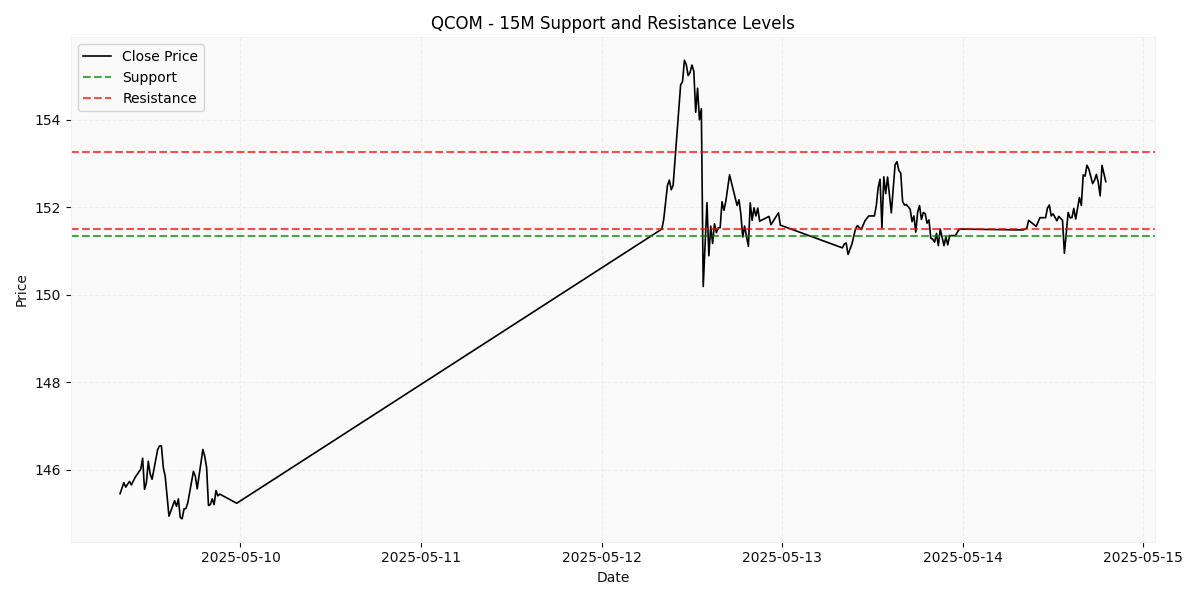 QCOM - 15M Support and Resistance Levels
Close Price
Support
Resistance
Price
154
152
150
148
146
2025-05-10
2025-05-11
2025-05-12
2025-05-13
2025-05-14
2025-05-15
Date